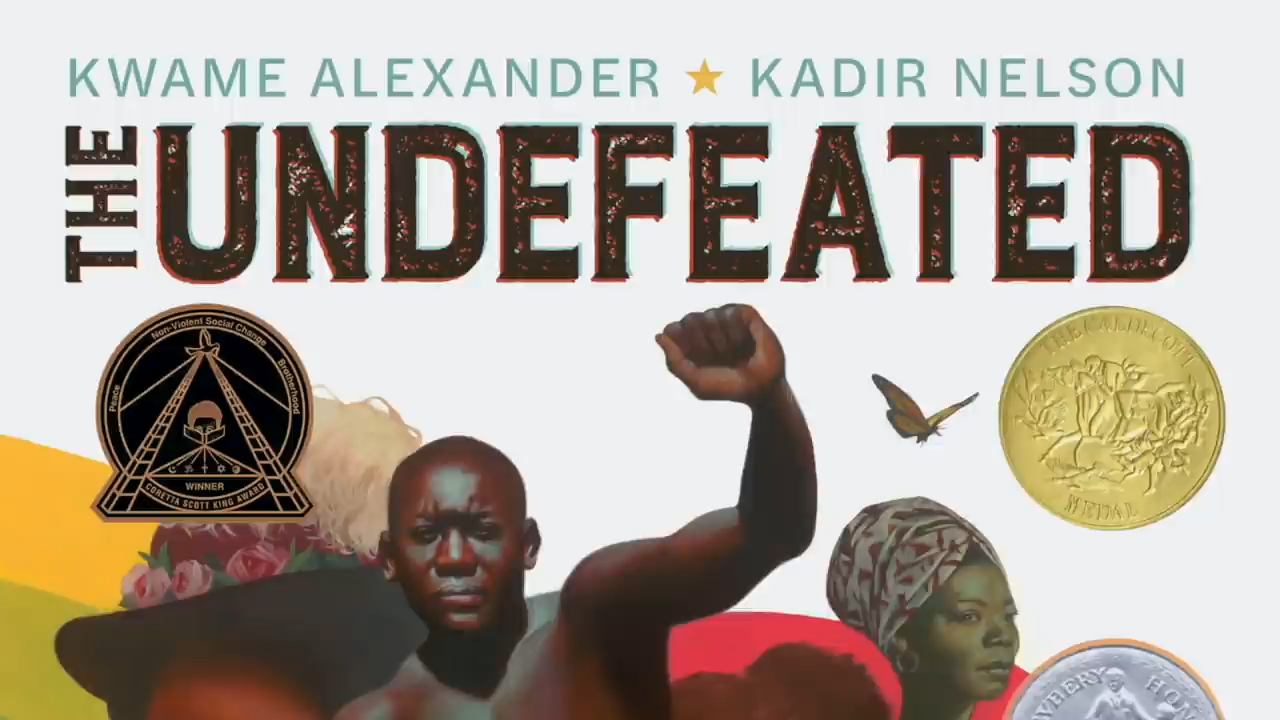 KWAME ALEXANDER ★ KADIR NELSON
THE UNDEFEATED
Peace
Non-Violent Social Change
Brotherhood
WINNER
CORETTA SCOTT KING AWARD
THE CALDECOTT
MEDAL
HON